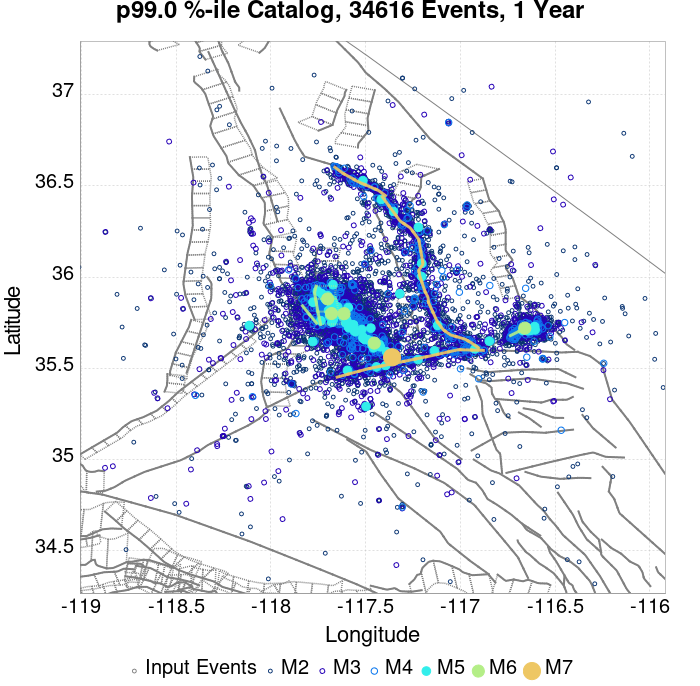 p99.0 %-ile Catalog, 34616 Events, 1 Year
Latitude
37
36.5
36
35.5
35
34.5
-119 -118.5 -118 -117.5 -117 -116.5 -116
Longitude
Input Events M2 M3 M4 M5 M6 M7